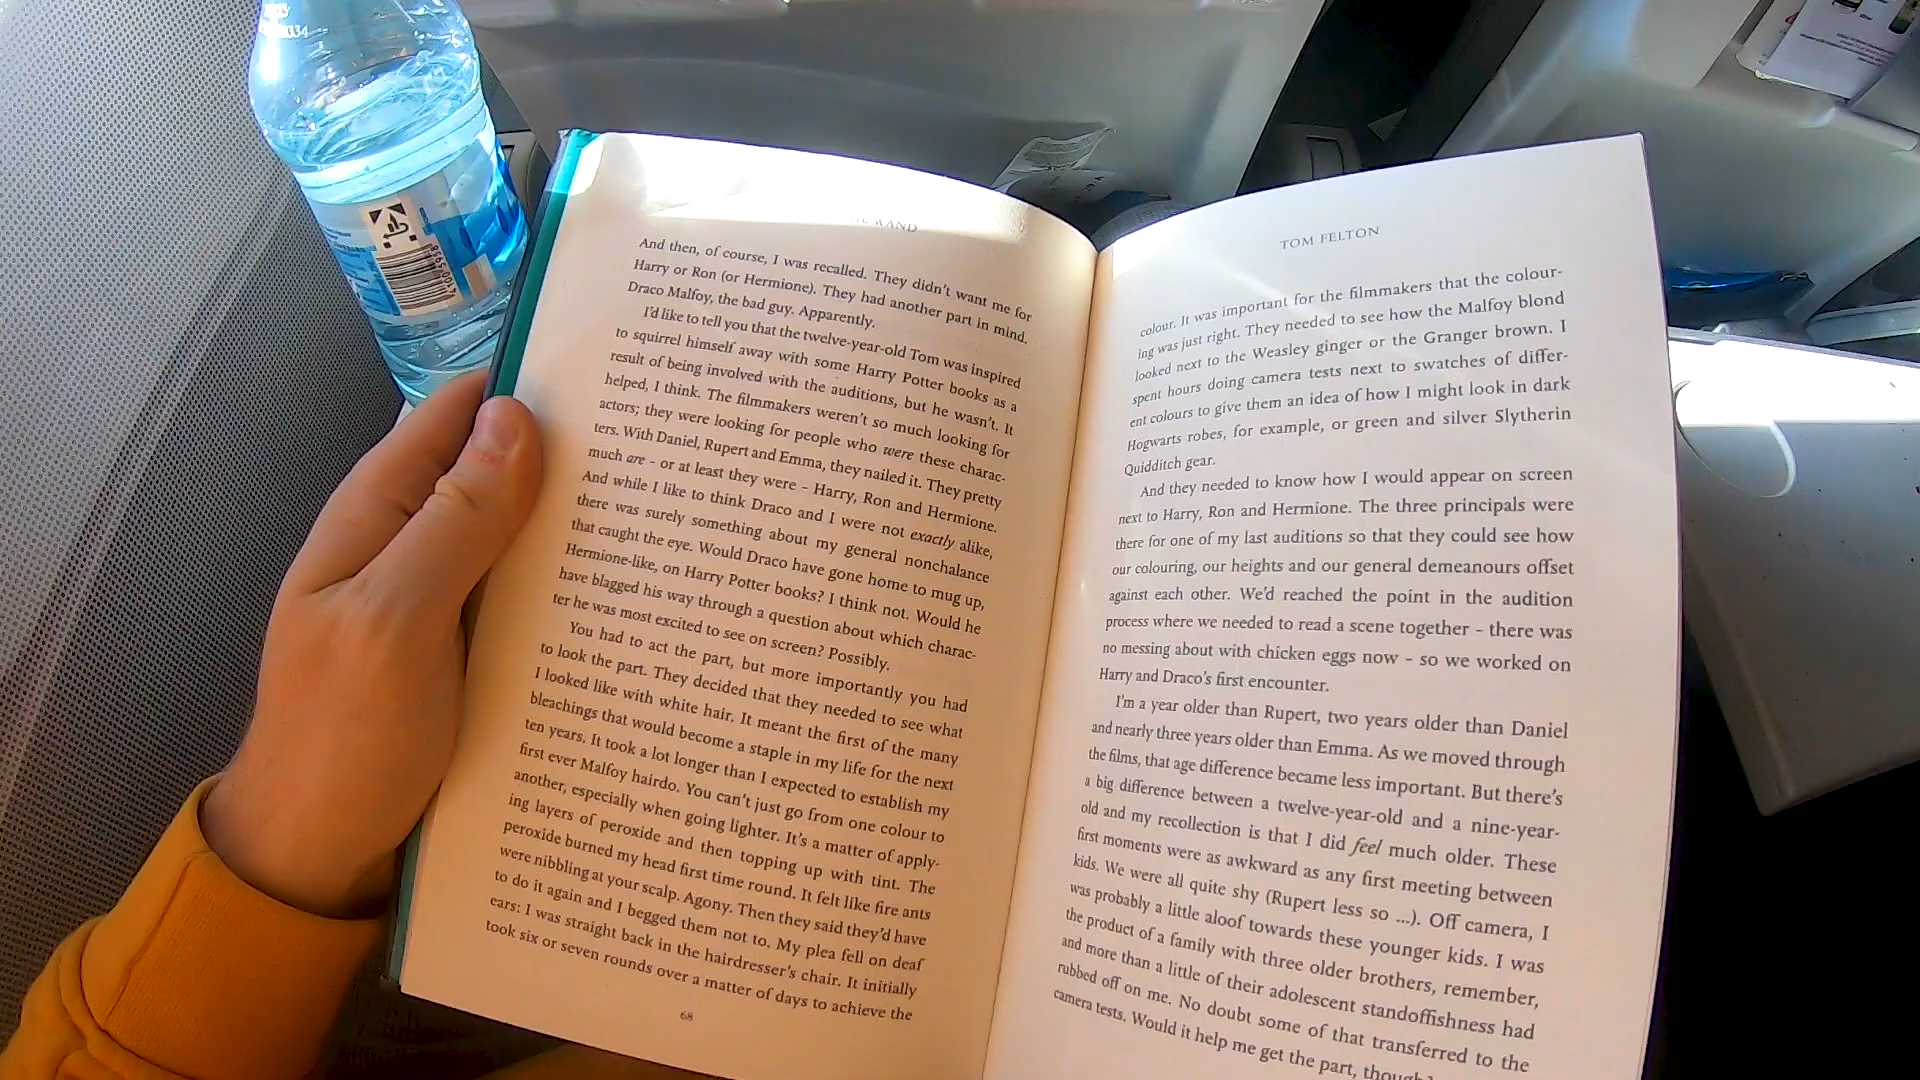 WAND
And then, of course, I was recalled. They didn't want me for
Harry or Ron (or Hermione). They had another part in mind.
Draco Malfoy, the bad guy. Apparently.
I'd like to tell you that the twelve-year-old Tom was inspired
to squirrel himself away with some Harry Potter books as a
result of being involved with the auditions, but he wasn't. It
helped, I think. The filmmakers weren't so much looking for
actors; they were looking for people who were these charac-
ters. With Daniel, Rupert and Emma, they nailed it. They pretty
much are - or at least they were - Harry, Ron and Hermione.
And while I like to think Draco and I were not exactly alike,
there was surely something about my general nonchalance
that caught the eye. Would Draco have gone home to mug up,
Hermione-like, on Harry Potter books? I think not. Would he
have blagged his way through a question about which charac-
ter he was most excited to see on screen? Possibly.
You had to act the part, but more importantly you had
to look the part. They decided that they needed to see what
I looked like with white hair. It meant the first of the many
bleachings that would become a staple in my life for the next
ten years. It took a lot longer than I expected to establish my
first ever Malfoy hairdo. You can't just go from one colour to
another, especially when going lighter. It's a matter of apply-
ing layers of peroxide and then topping up with tint. The
peroxide burned my head first time round. It felt like fire ants
were nibbling at your scalp. Agony. Then they said they'd have
to do it again and I begged them not to. My plea fell on deaf
ears: I was straight back in the hairdresser's chair. It initially
took six or seven rounds over a matter of days to achieve the
68
TOM FELTON
colour. It was important for the filmmakers that the colour-
ing was just right. They needed to see how the Malfoy blond
looked next to the Weasley ginger or the Granger brown. I
spent hours doing camera tests next to swatches of differ-
ent colours to give them an idea of how I might look in dark
Hogwarts robes, for example, or green and silver Slytherin
Quidditch gear.
And they needed to know how I would appear on screen
next to Harry, Ron and Hermione. The three principals were
there for one of my last auditions so that they could see how
our colouring, our heights and our general demeanours offset
against each other. We'd reached the point in the audition
process where we needed to read a scene together - there was
no messing about with chicken eggs now - so we worked on
Harry and Draco's first encounter.
I'm a year older than Rupert, two years older than Daniel
and nearly three years older than Emma. As we moved through
the films, that age difference became less important. But there's
a big difference between a twelve-year-old and a nine-year-
old and my recollection is that I did feel much older. These
first moments were as awkward as any first meeting between
kids. We were all quite shy (Rupert less so ...). Off camera, I
was probably a little aloof towards these younger kids. I was
the product of a family with three older brothers, remember,
and more than a little of their adolescent standoffishness had
rubbed off on me. No doubt some of that transferred to the
camera tests. Would it help me get the part, though?